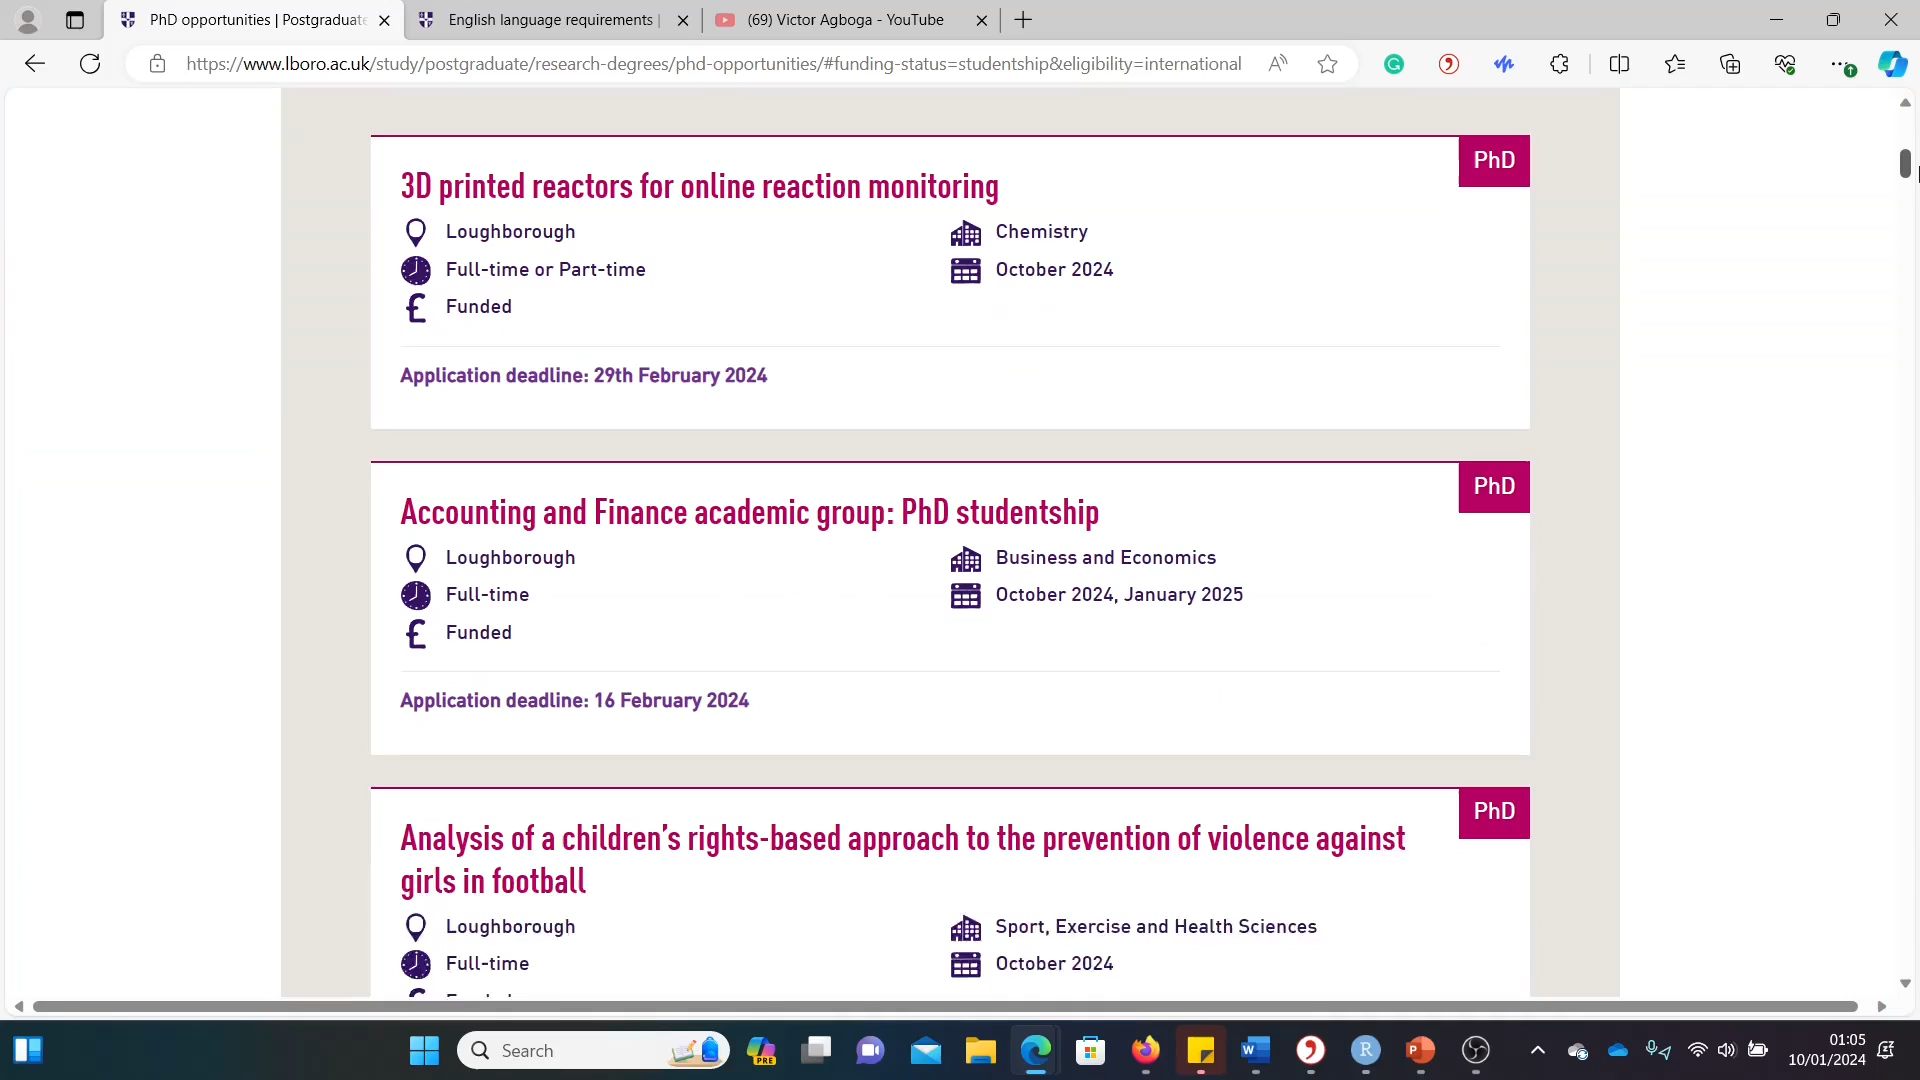 PhD opportunities | Postgraduate
English language requirements |
(69) Victor Agboga - YouTube
https://www.lboro.ac.uk/study/postgraduate/research-degrees/phd-opportunities/#funding-status=studentship&eligibility=international
PhD
3D printed reactors for online reaction monitoring
Loughborough
Chemistry
Full-time or Part-time
October 2024
Funded
Application deadline: 29th February 2024
PhD
Accounting and Finance academic group: PhD studentship
Loughborough
Business and Economics
Full-time
October 2024, January 2025
Funded
Application deadline: 16 February 2024
PhD
Analysis of a children’s rights-based approach to the prevention of violence against
girls in football
Loughborough
Sport, Exercise and Health Sciences
Full-time
October 2024
Search
PRE
01:05
10/01/2024